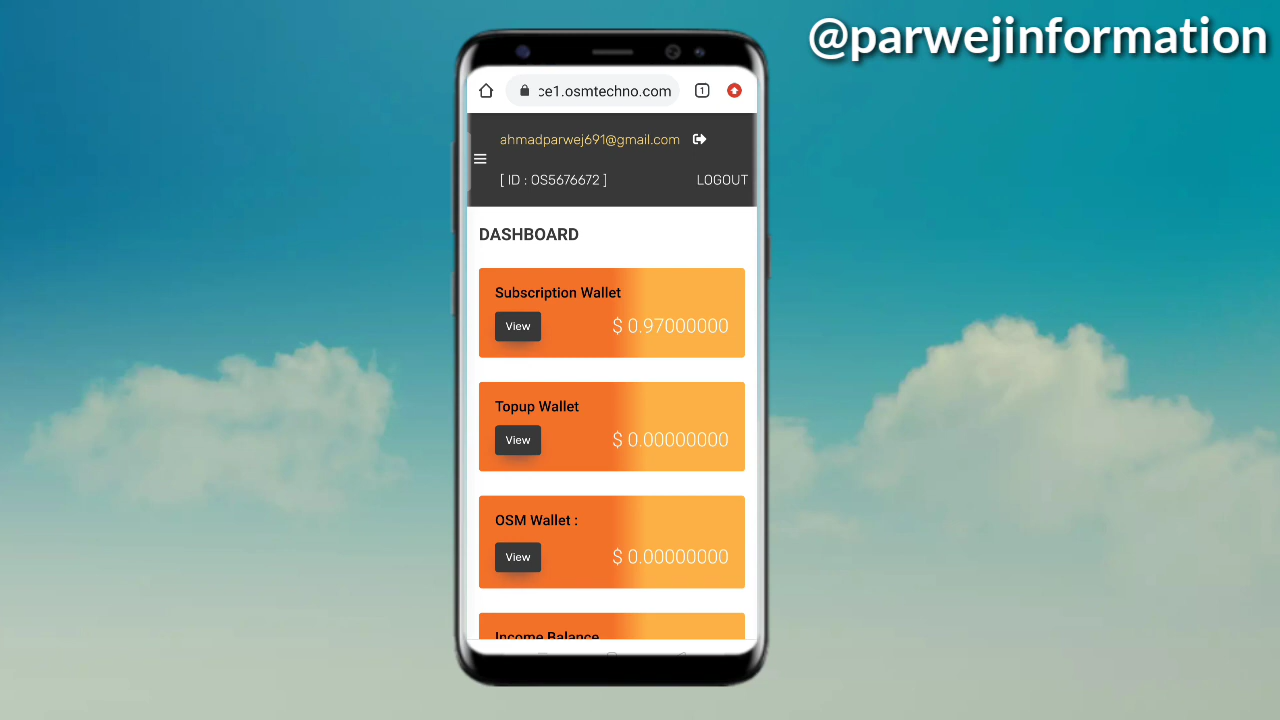 @parwejinformation
1
ce1.osmtechno.com
ahmadparwej691@gmail.com
[ ID : OS5676672 ]
LOGOUT
DASHBOARD
Subscription Wallet
View
$ 0.97000000
Topup Wallet
View
$ 0.00000000
OSM Wallet :
View
$ 0.00000000
Income Balance